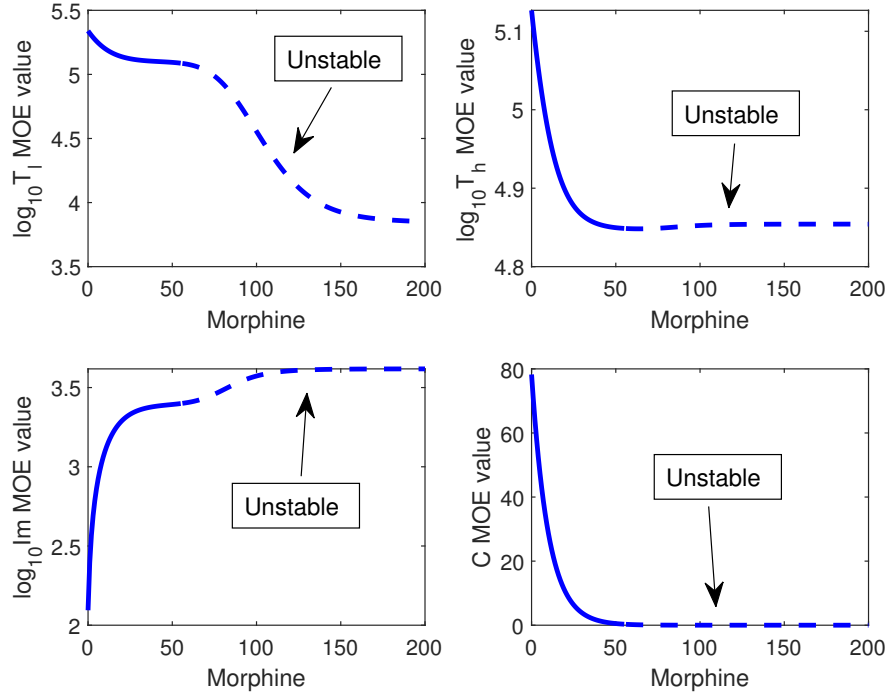 5.5
5
4.5
4
3.5
log10Tl MOE value
0 50 100 150 200
Morphine
Unstable
5.1
5
4.9
4.8
log10Th MOE value
0 50 100 150 200
Morphine
Unstable
3.5
3
2.5
2
log10Im MOE value
0 50 100 150 200
Morphine
Unstable
80
60
40
20
0
C MOE value
0 50 100 150 200
Morphine
Unstable